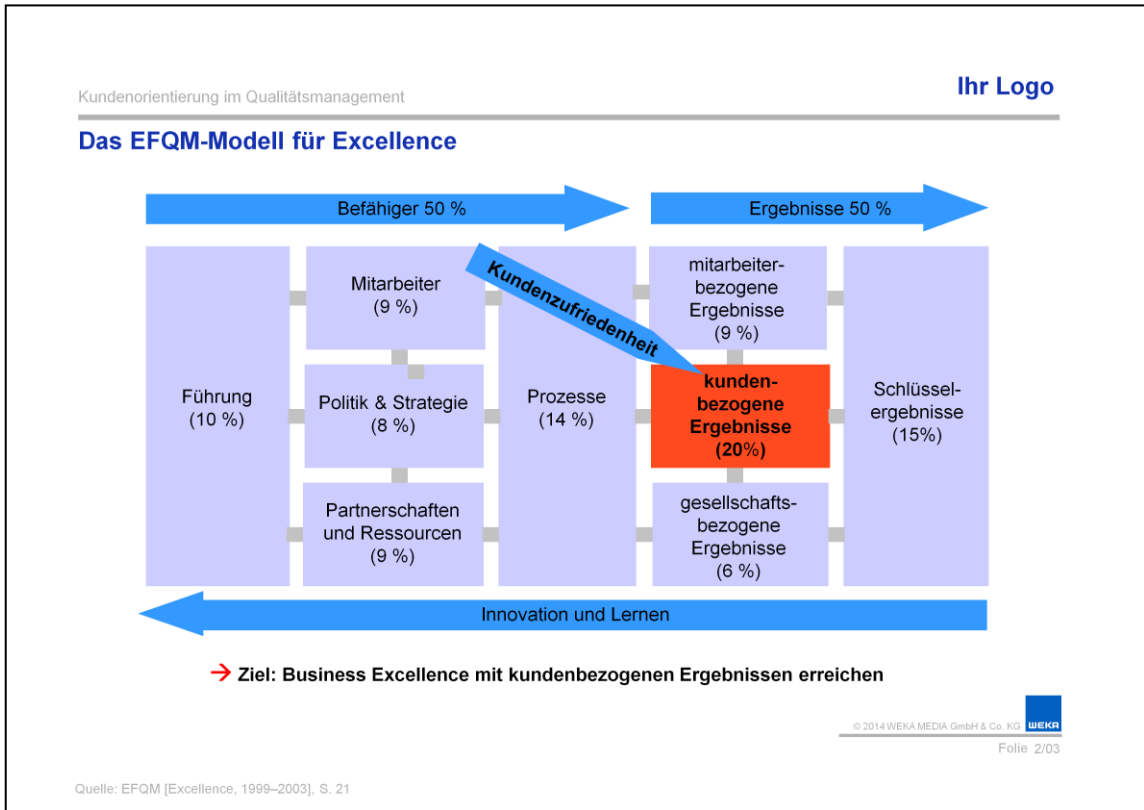 Kundenorientierung im Qualitätsmanagement
Ihr Logo
Das EFQM-Modell für Excellence
Befähiger 50 %
Ergebnisse 50 %
Führung
(10 %)
Mitarbeiter
(9 %)
Politik & Strategie
(8 %)
Partnerschaften
und Ressourcen
(9 %)
Prozesse
(14 %)
Kundenzufriedenheit
mitarbeiter-
bezogene
Ergebnisse
(9 %)
kunden-
bezogene
Ergebnisse
(20%)
gesellschafts-
bezogene
Ergebnisse
(6 %)
Schlüssel-
ergebnisse
(15%)
Innovation und Lernen
→ Ziel: Business Excellence mit kundenbezogenen Ergebnissen erreichen
© 2014 WEKA MEDIA GmbH & Co. KG
WEKA
Folie 2/03
Quelle: EFQM [Excellence, 1999–2003], S. 21